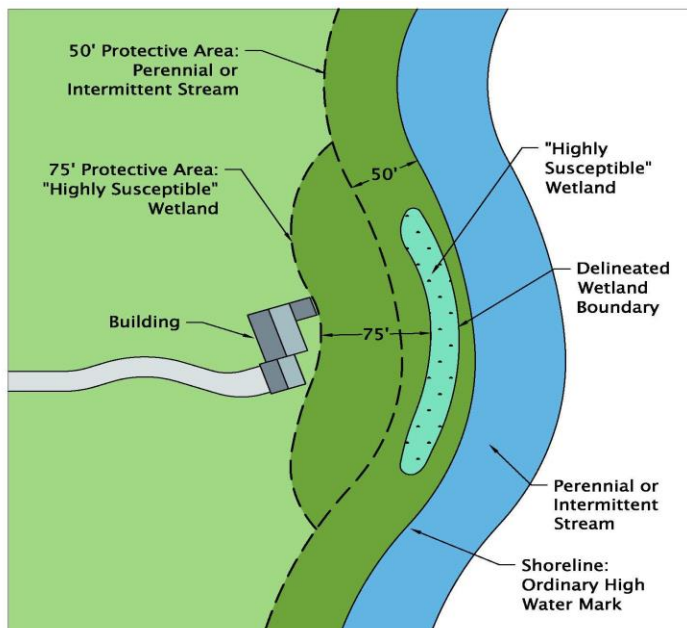 50' Protective Area:
Perennial or
Intermittent Stream
75' Protective Area:
"Highly Susceptible"
Wetland
50'
"Highly
Susceptible"
Wetland
Delineated
Wetland
Boundary
Building
75'
Perennial or
Intermittent
Stream
Shoreline:
Ordinary High
Water Mark